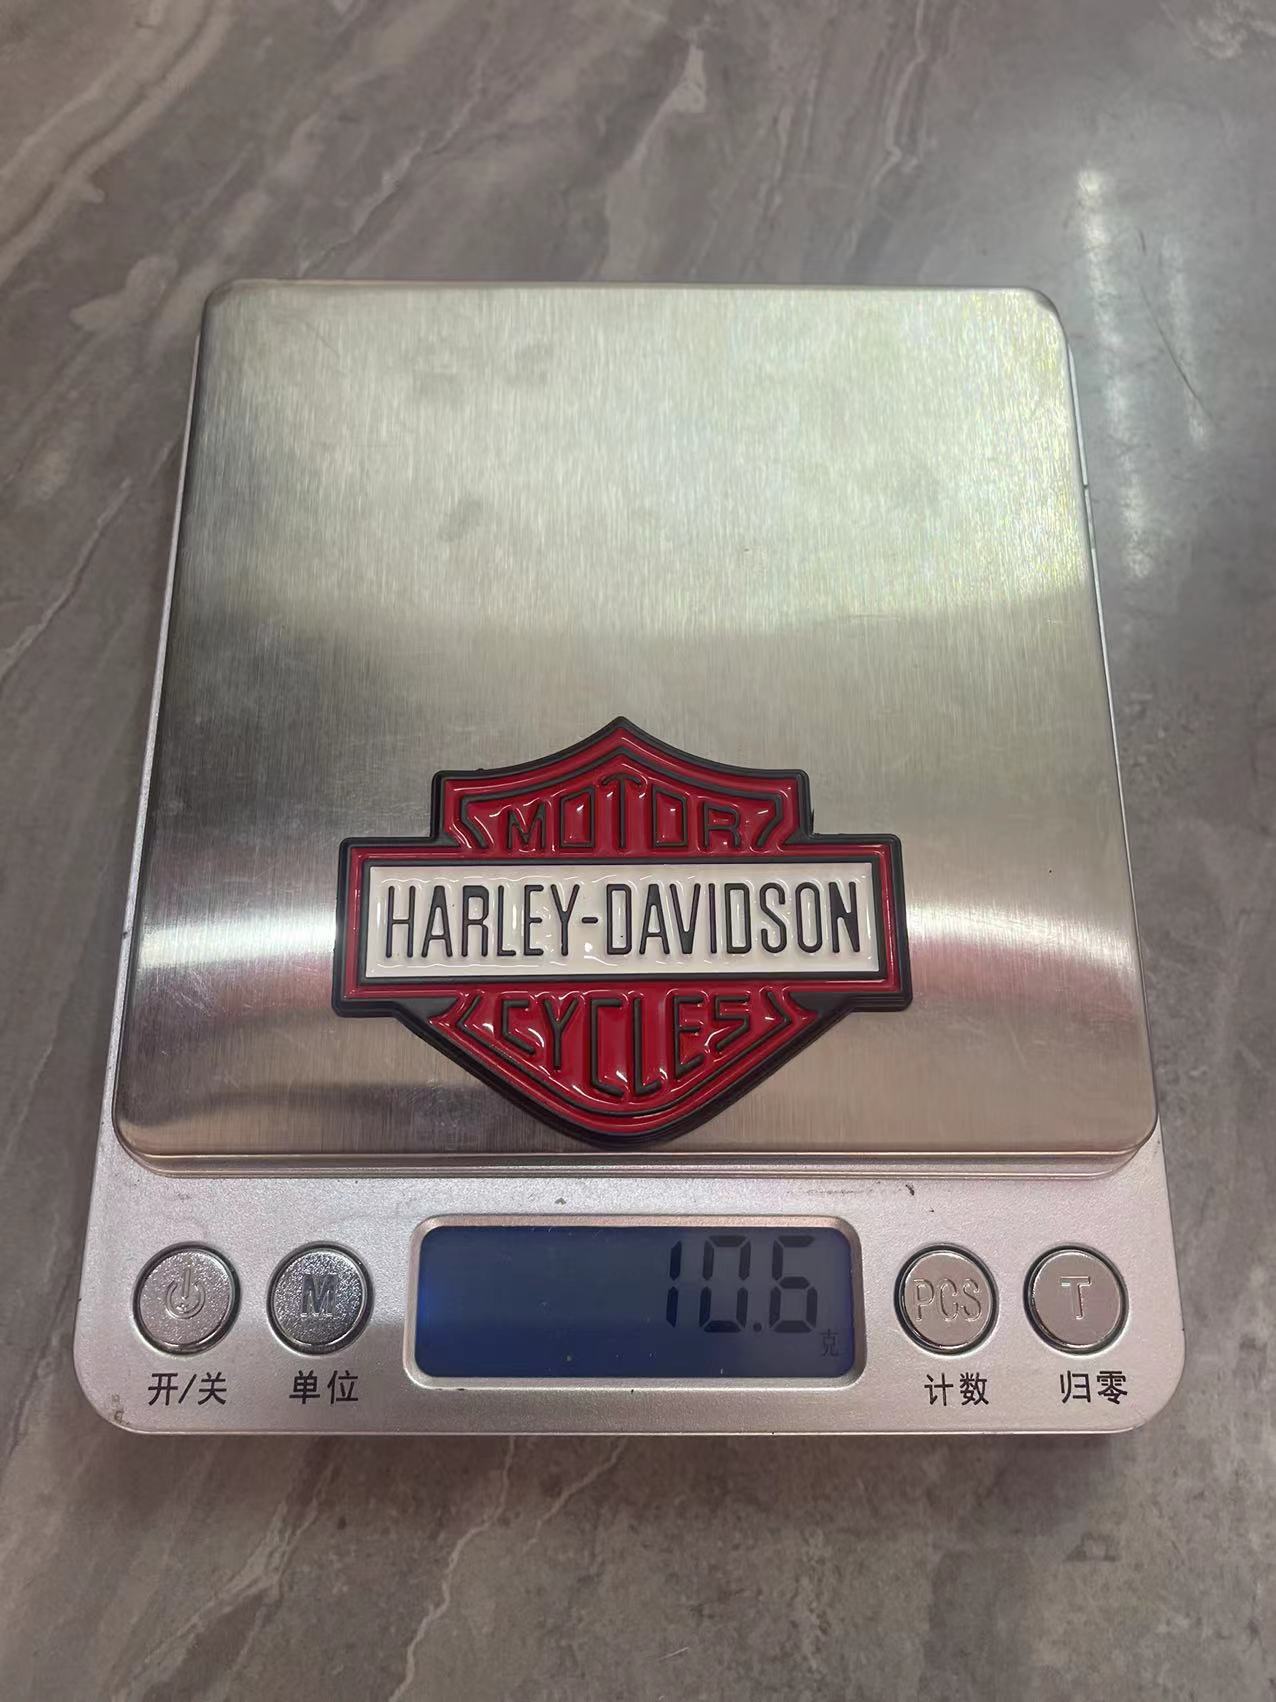 MOTOR
HARLEY-DAVIDSON
CYCLES
10.6 克
M PCS T
开/关 单位 计数 归零